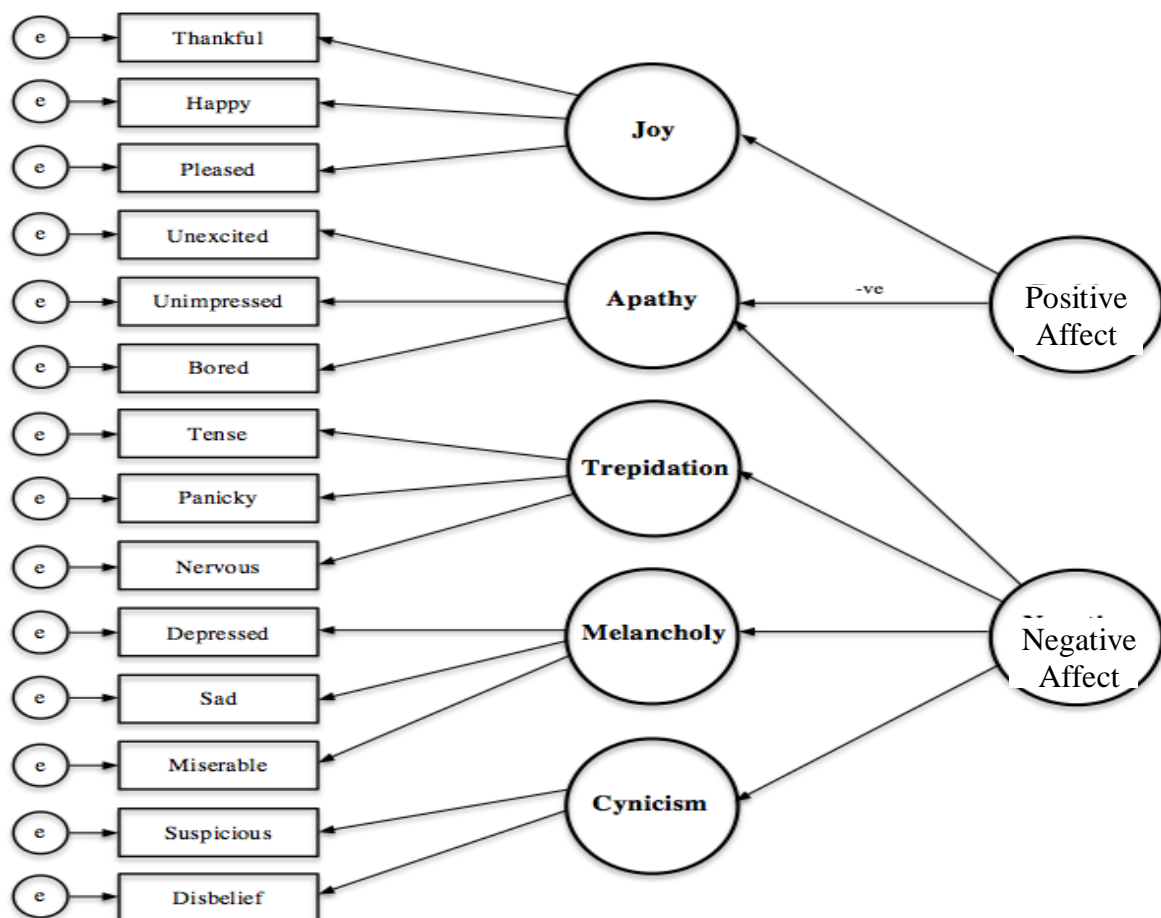 e
Thankful
e
Happy
e
Pleased
e
Unexcited
e
Unimpressed
e
Bored
e
Tense
e
Panicky
e
Nervous
e
Depressed
e
Sad
e
Miserable
e
Suspicious
e
Disbelief
Joy
Apathy
Trepidation
Melancholy
Cynicism
-ve
Positive
Affect
Negative
Affect